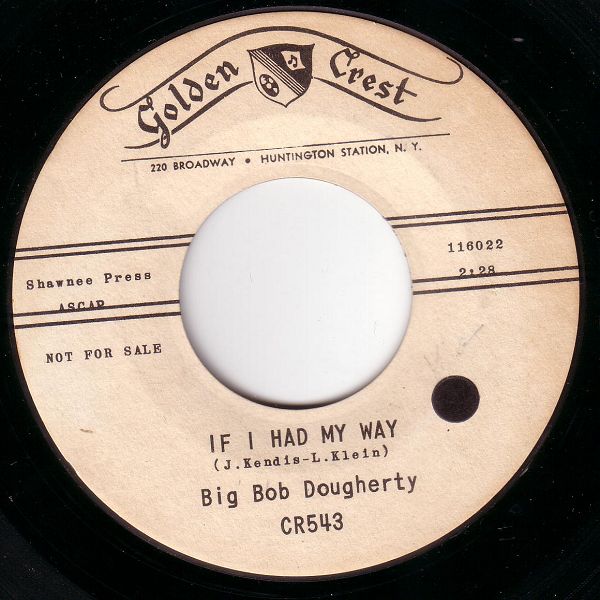 Golden Crest
220 BROADWAY • HUNTINGTON STATION, N. Y.
Shawnee Press
ASCAP
116022
2:28
NOT FOR SALE
IF I HAD MY WAY
(J.Kendis-L.Klein)
Big Bob Dougherty
CR543